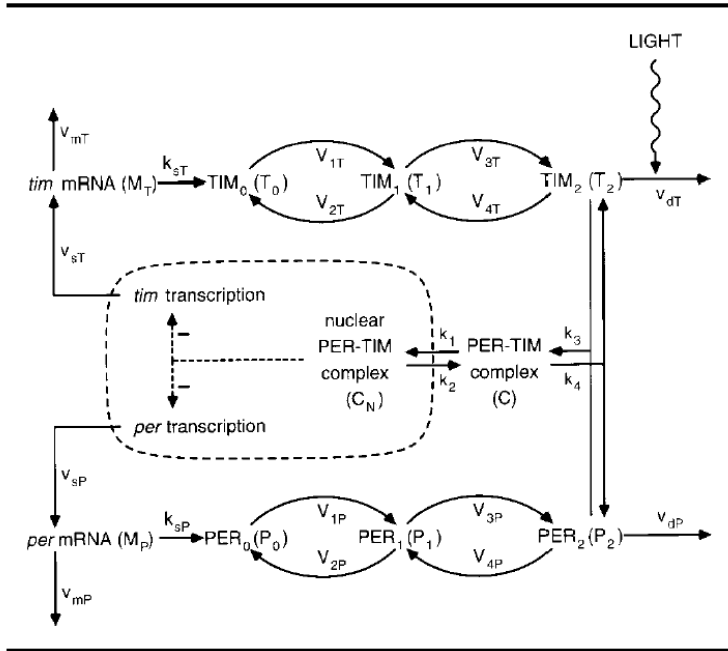 LIGHT
v_mT
k_sT
V_1T
V_3T
tim mRNA (M_T)
TIM_0 (T_0)
TIM_1 (T_1)
TIM_2 (T_2)
V_2T
V_4T
v_dT
v_sT
tim transcription
nuclear
PER-TIM
complex
(C_N)
k_1
k_2
PER-TIM
complex
(C)
k_3
k_4
–
–
per transcription
v_sP
k_sP
V_1P
V_3P
v_dP
per mRNA (M_P)
PER_0 (P_0)
PER_1 (P_1)
PER_2 (P_2)
V_2P
V_4P
v_mP